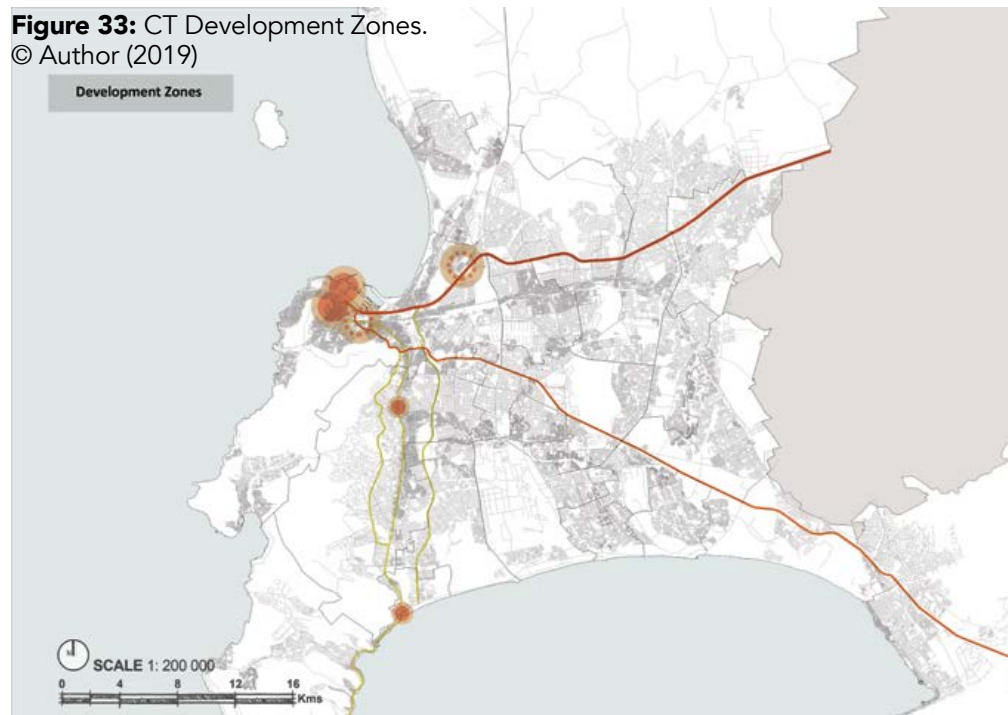 Figure 33: CT Development Zones.
© Author (2019)
Development Zones
SCALE 1: 200 000
0 4 8 12 16
Kms